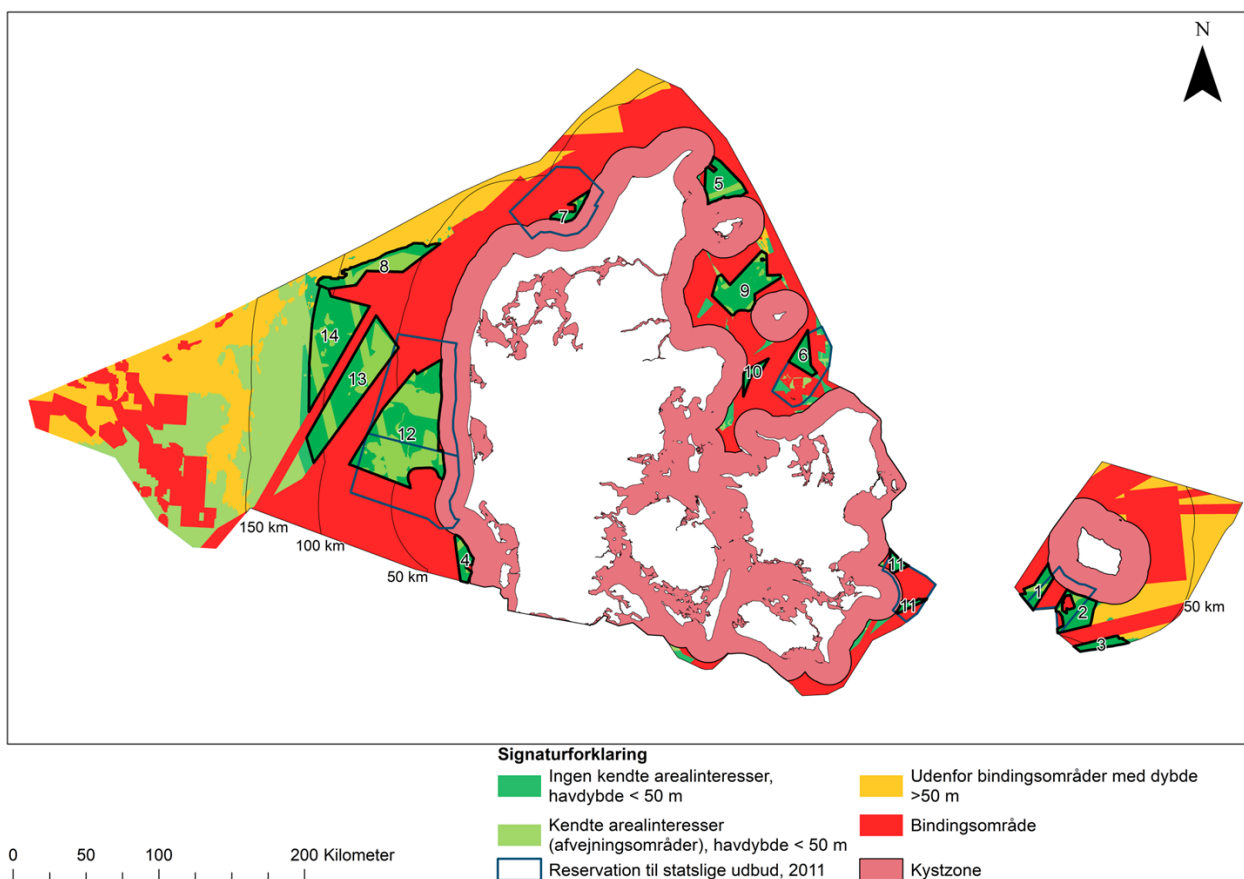 N
5
7
8
9
14
6
13
10
12
150 km
100 km
50 km
4
11
11
1
2
50 km
3
Signaturforklaring
Ingen kendte arealinteresser,
havdybde < 50 m
Udenfor bindingsområder med dybde
>50 m
Kendte arealinteresser
(afvejningsområder), havdybde < 50 m
Bindingsområde
Reservation til statslige udbud, 2011
Kystzone
0 50 100 200 Kilometer